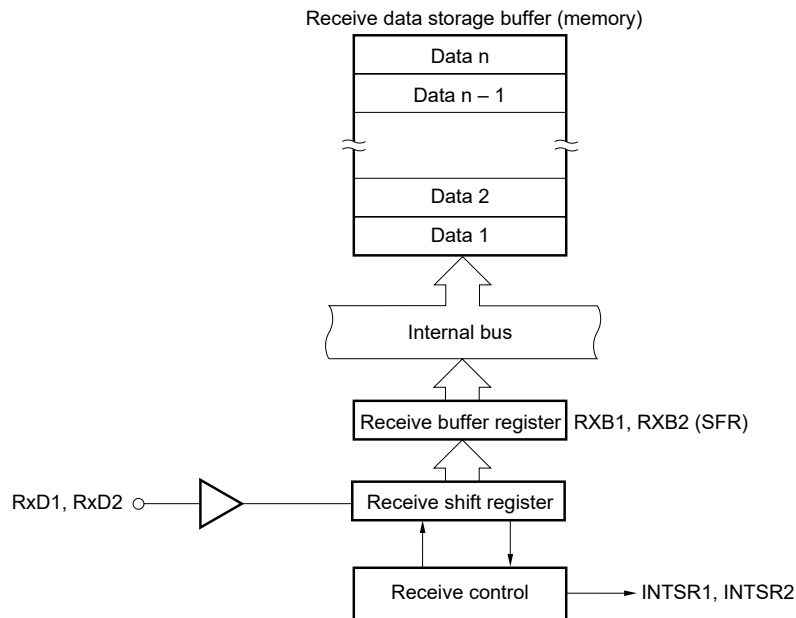 Receive data storage buffer (memory)
Data n
Data n – 1
Data 2
Data 1
Internal bus
Receive buffer register RXB1, RXB2 (SFR)
RxD1, RxD2 Receive shift register
Receive control INTSR1, INTSR2